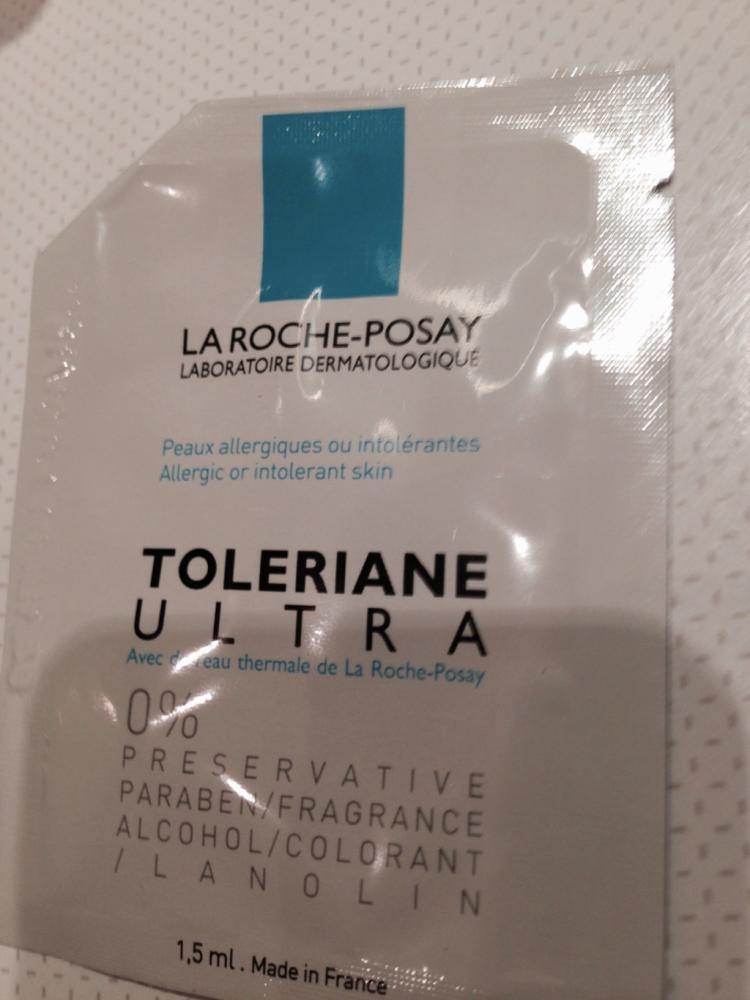 LA ROCHE-POSAY
LABORATOIRE DERMATOLOGIQUE
Peaux allergiques ou intolérantes
Allergic or intolerant skin
TOLERIANE
ULTRA
Avec de l'eau thermale de La Roche-Posay
0%
PRESERVATIVE
PARABEN/FRAGRANCE
ALCOHOL/COLORANT
/LANOLIN
1,5 ml . Made in France